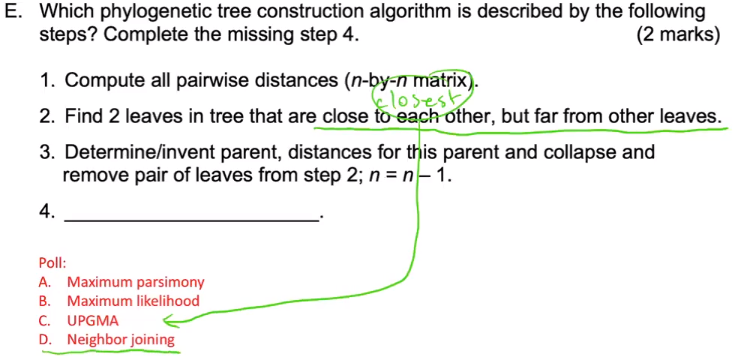 E. Which phylogenetic tree construction algorithm is described by the following
steps? Complete the missing step 4. (2 marks)
1. Compute all pairwise distances (n-by-n matrix).
closest
2. Find 2 leaves in tree that are close to each other, but far from other leaves.
3. Determine/invent parent, distances for this parent and collapse and
remove pair of leaves from step 2; n = n – 1.
4. ______________________________.
Poll:
A. Maximum parsimony
B. Maximum likelihood
C. UPGMA
D. Neighbor joining